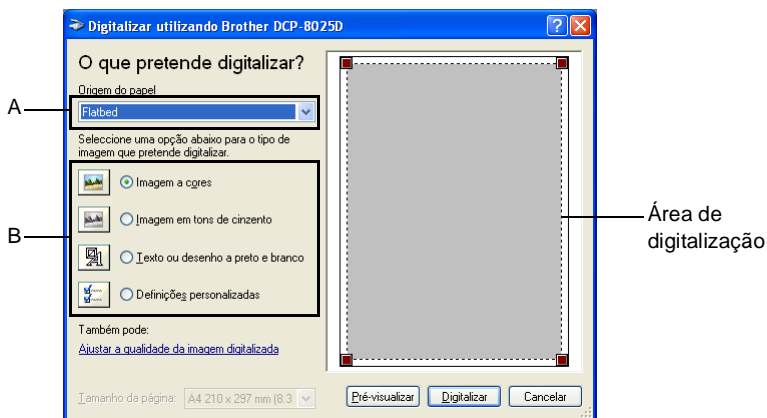 Digitalizar utilizando Brother DCP-8025D
O que pretende digitalizar?
Origem do papel
A
Flatbed
Seleccione uma opção abaixo para o tipo de
imagem que pretende digitalizar.
Imagem a cores
Imagem em tons de cinzento
B
Texto ou desenho a preto e branco
Definições personalizadas
Também pode:
Ajustar a qualidade da imagem digitalizada
Tamanho da página: A4 210 x 297 mm (8.3
Pré-visualizar Digitalizar Cancelar
Área de
digitalização